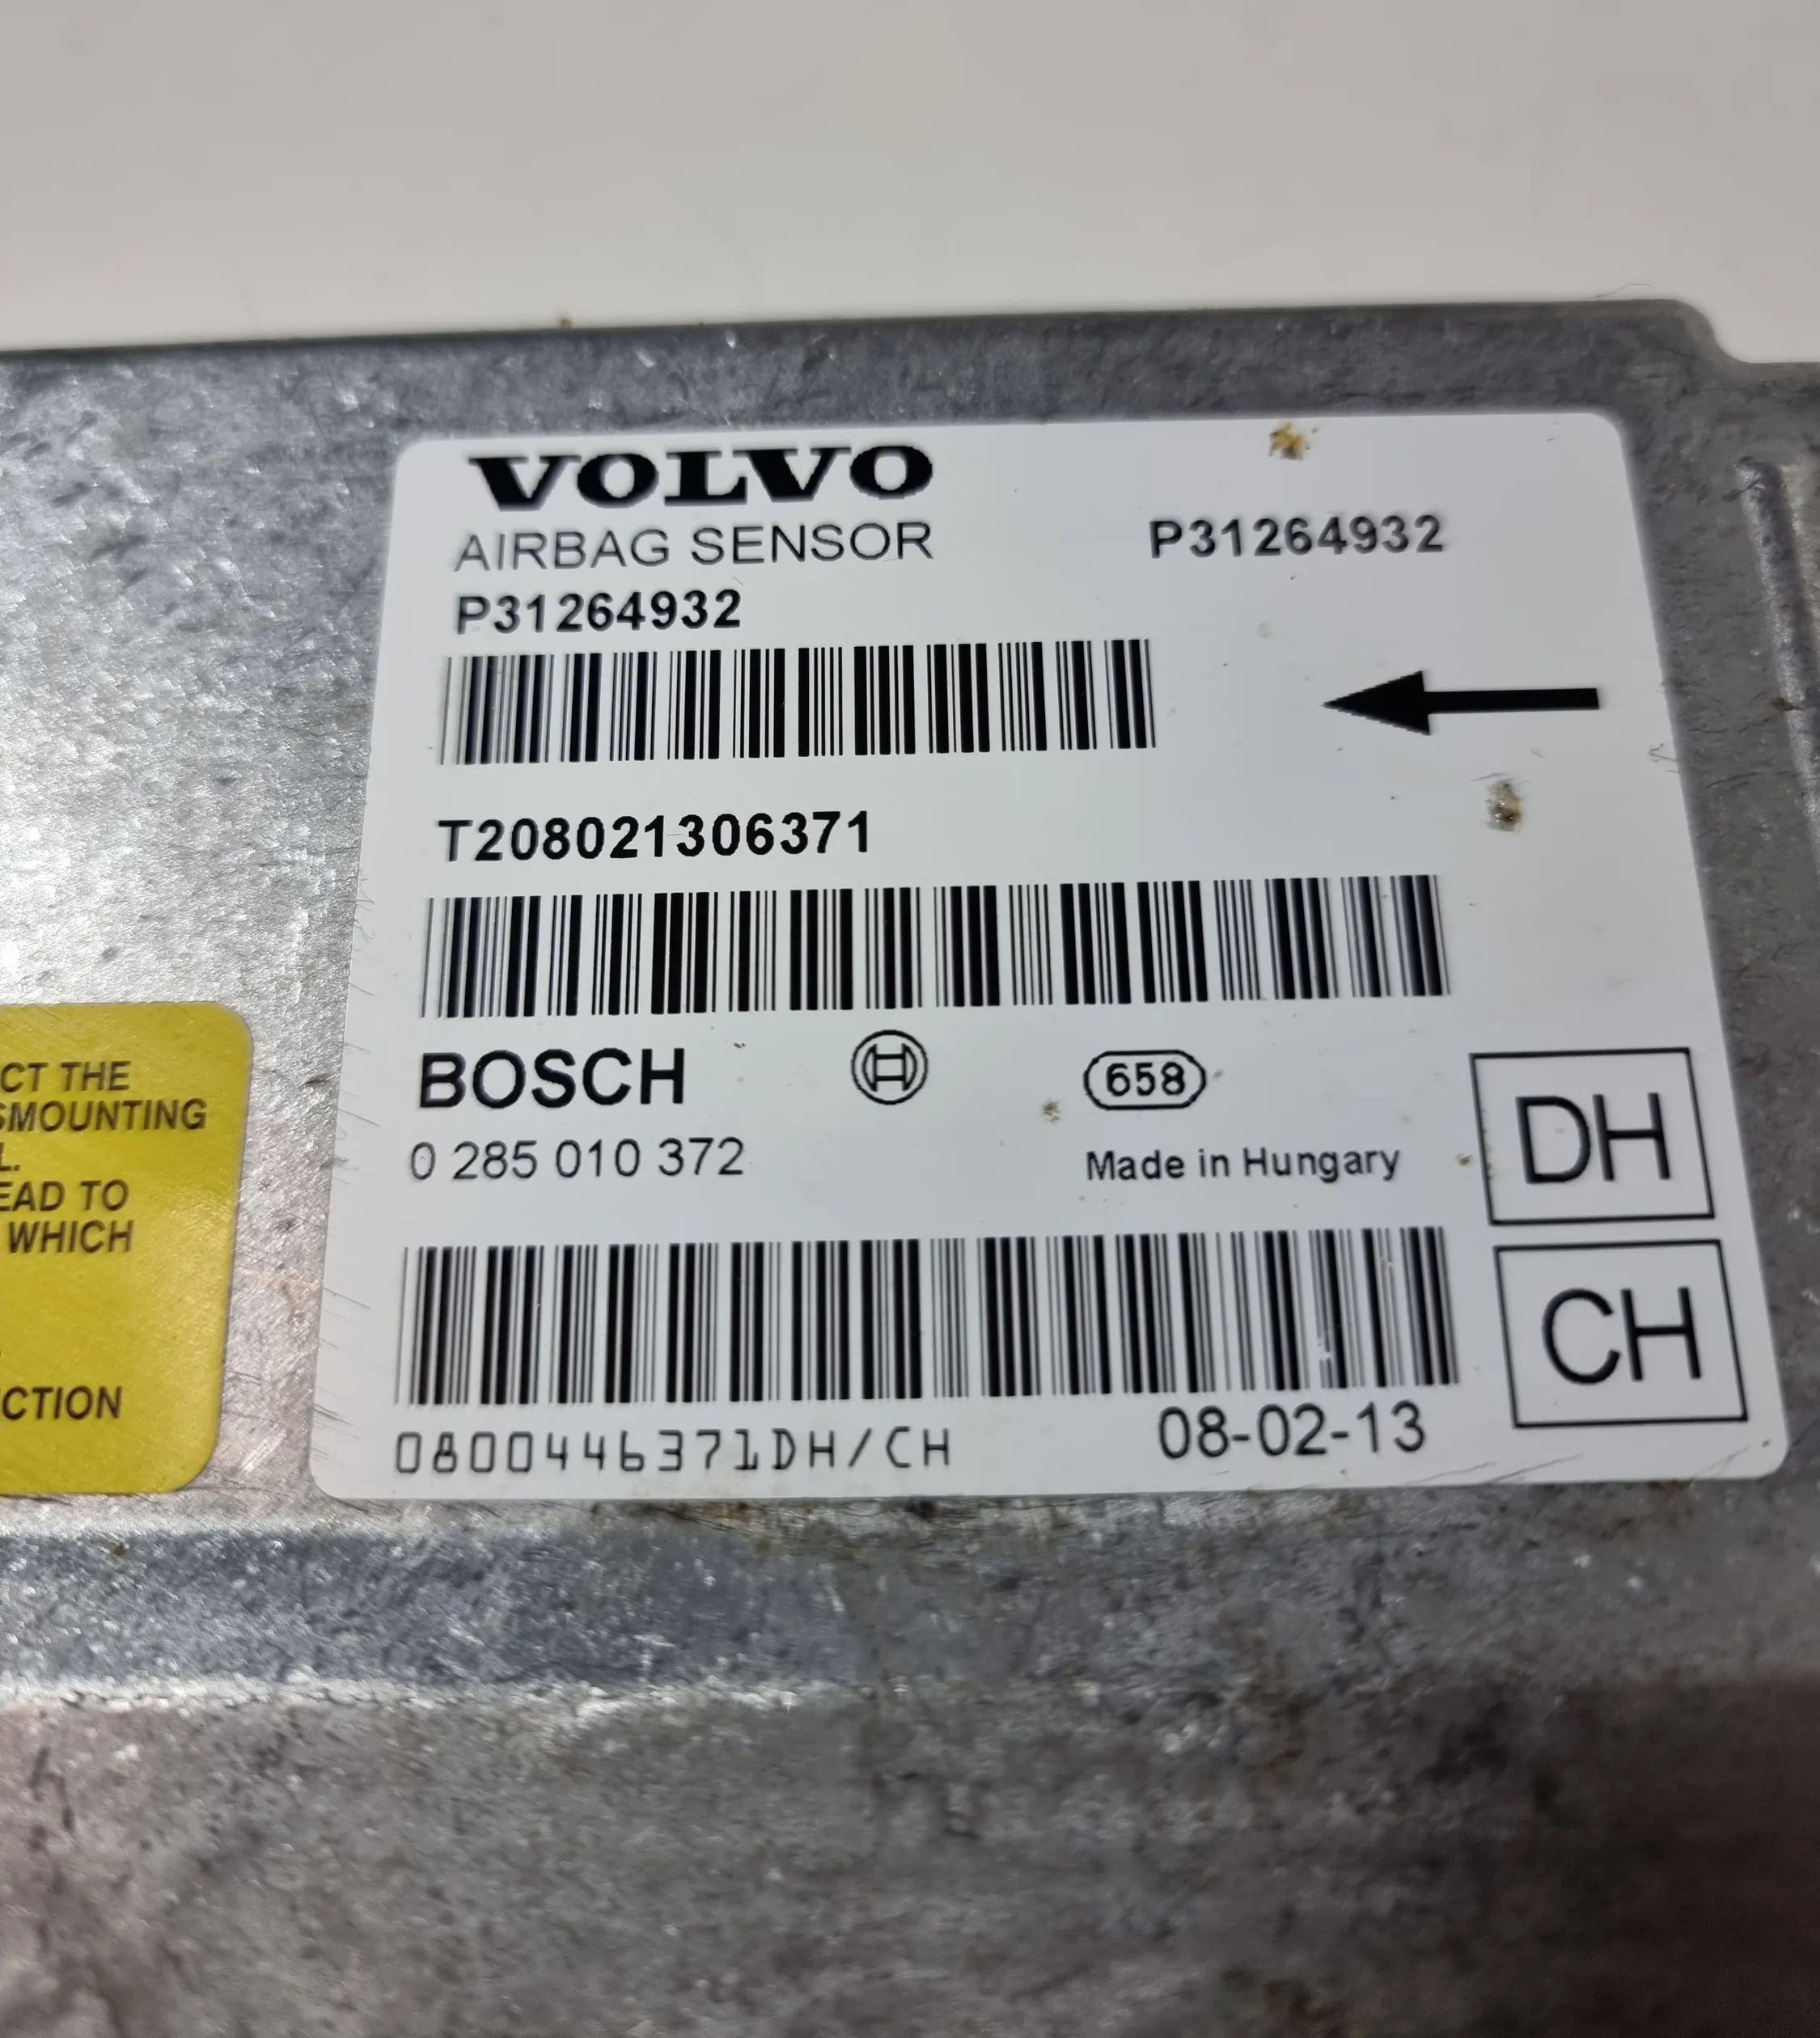 VOLVO
AIRBAG SENSOR
P31264932
P31264932
T208021306371
BOSCH
658
0 285 010 372
Made in Hungary
DH
CH
0800446371DH/CH
08-02-13
CT THE
SMOUNTING
L.
EAD TO
WHICH
CTION